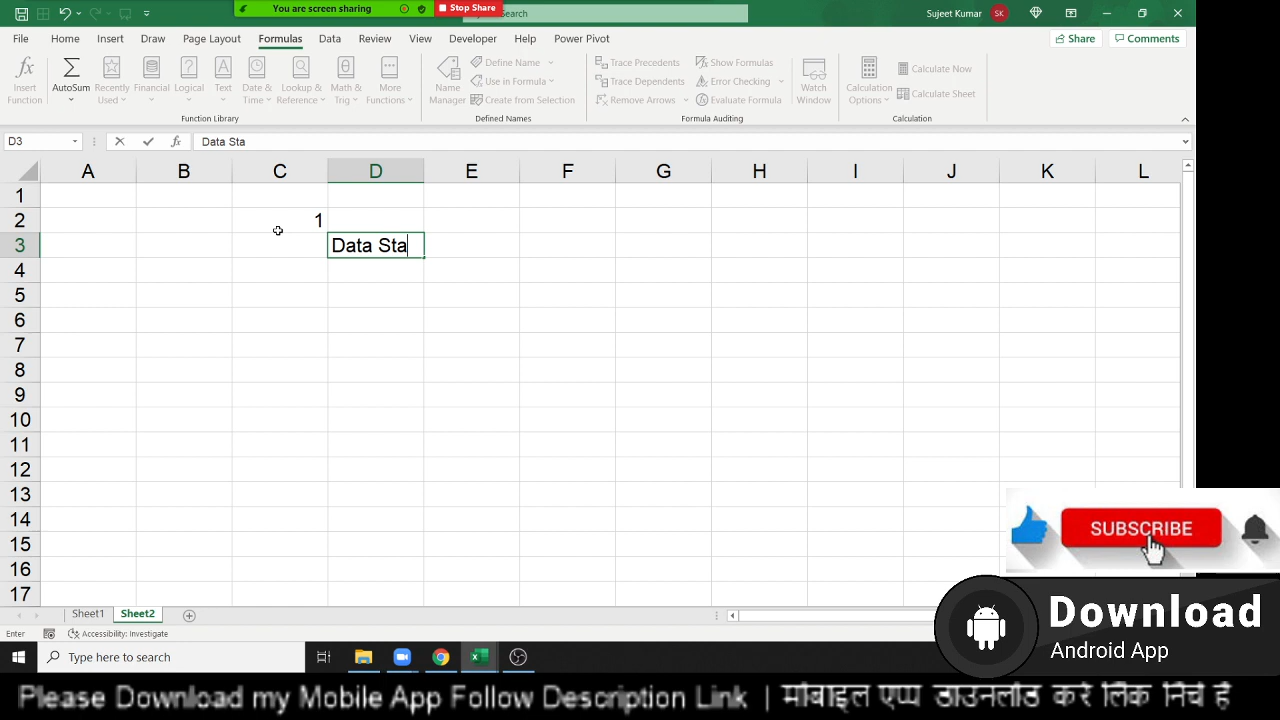 You are screen sharing
Stop Share
Search
Sujeet Kumar
SK
File
Home
Insert
Draw
Page Layout
Formulas
Data
Review
View
Developer
Help
Power Pivot
Share
Comments
Insert Function
AutoSum
Recently Used
Financial
Logical
Text
Date & Time
Lookup & Reference
Math & Trig
More Functions
Function Library
Name Manager
Define Name
Use in Formula
Create from Selection
Defined Names
Trace Precedents
Trace Dependents
Remove Arrows
Show Formulas
Error Checking
Evaluate Formula
Formula Auditing
Watch Window
Calculation Options
Calculate Now
Calculate Sheet
Calculation
D3
fx
Data Sta
A B C D E F G H I J K L
1
2 1
3 Data Sta
4
5
6
7
8
9
10
11
12
13
14
15
16
17
SUBSCRIBE
Sheet1
Sheet2
Enter
Accessibility: Investigate
Download
Android App
Type here to search
Please Download my Mobile App Follow Description Link | मोबाइल एप्प डाउनलोड करे लिंक निचे हैं